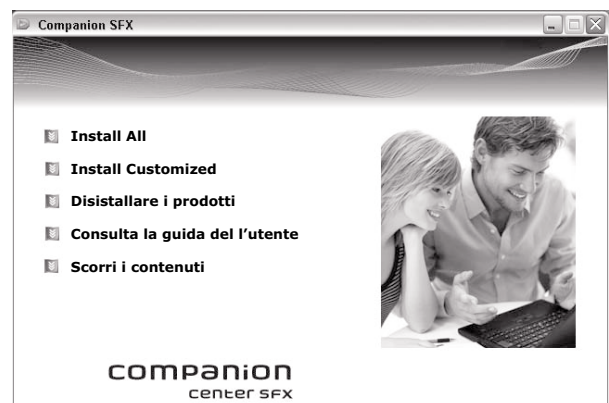 Companion SFX
Install All
Install Customized
Disistallare i prodotti
Consulta la guida del l’utente
Scorri i contenuti
companion
center SFX